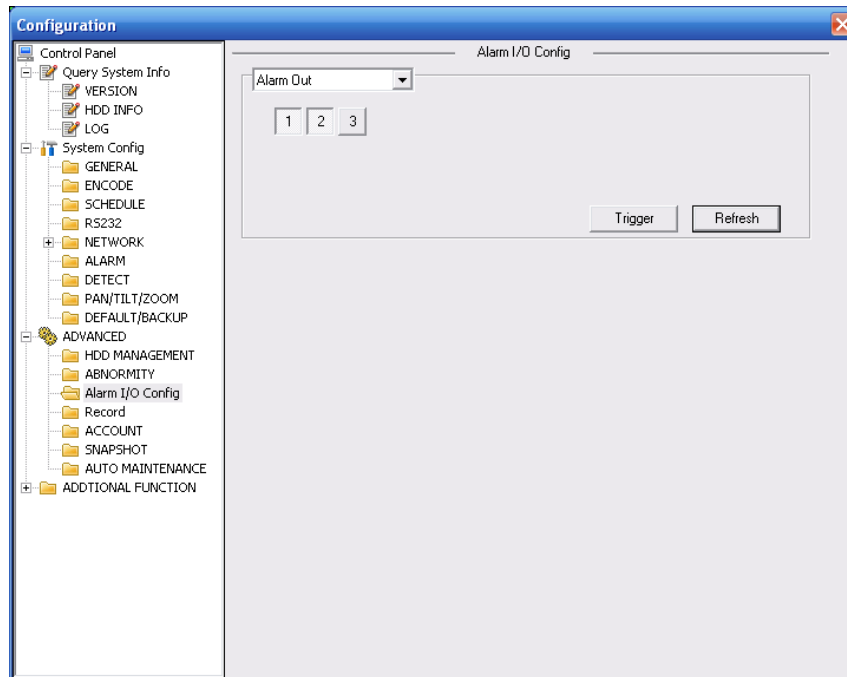 Configuration
Control Panel
Query System Info
VERSION
HDD INFO
LOG
System Config
GENERAL
ENCODE
SCHEDULE
RS232
NETWORK
ALARM
DETECT
PAN/TILT/ZOOM
DEFAULT/BACKUP
ADVANCED
HDD MANAGEMENT
ABNORMITY
Alarm I/O Config
Record
ACCOUNT
SNAPSHOT
AUTO MAINTENANCE
ADDTIONAL FUNCTION
Alarm I/O Config
Alarm Out
1 2 3
Trigger Refresh